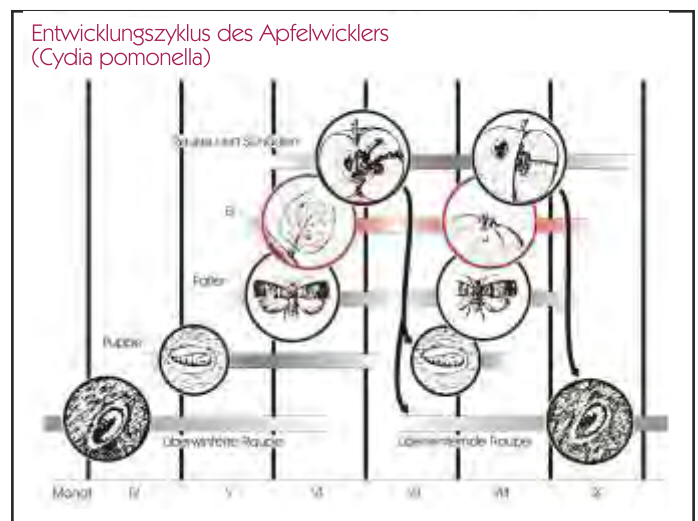 Entwicklungszyklus des Apfelwicklers
(Cydia pomonella)
Raupe und Schäden
Ei
Falter
Puppe
überwinterte Raupe
überwinternde Raupe
Monat IV V VI VII VIII IX